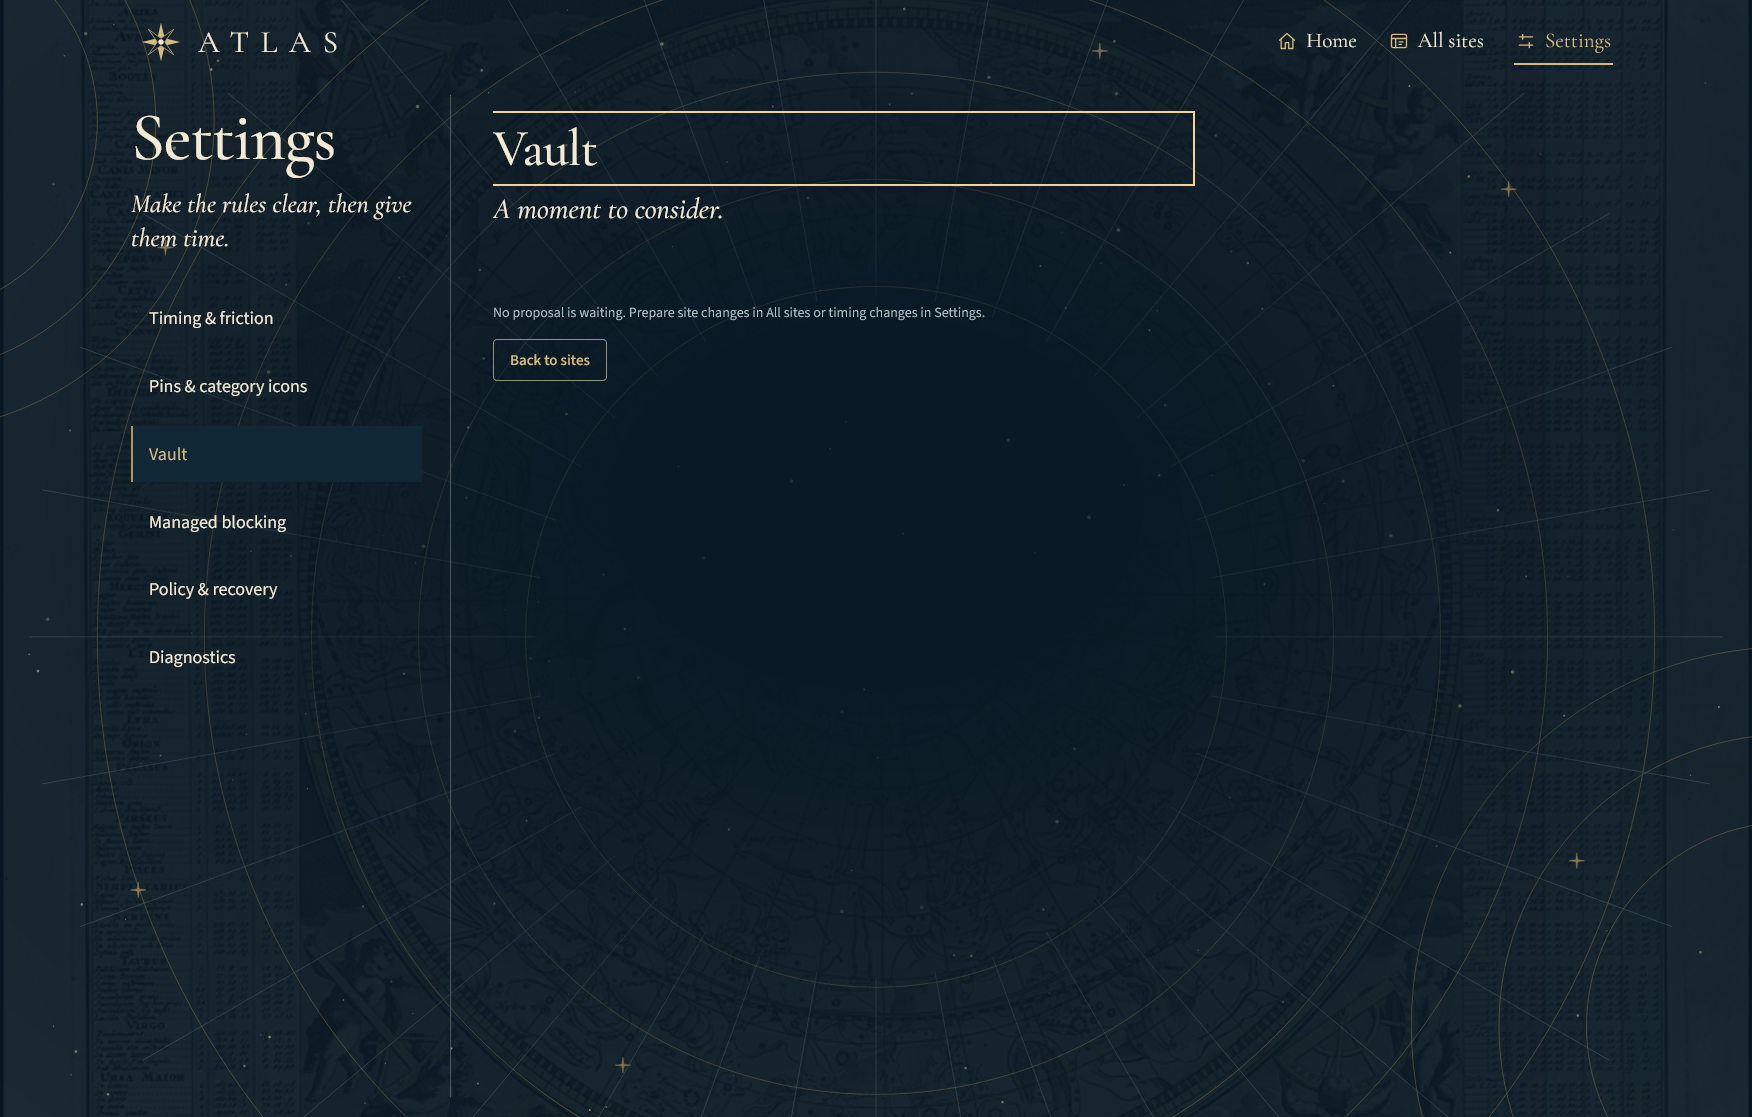 ATLAS
Home
All sites
Settings
Settings
Make the rules clear, then give
them time.
Timing & friction
Pins & category icons
Vault
Managed blocking
Policy & recovery
Diagnostics
Vault
A moment to consider.
No proposal is waiting. Prepare site changes in All sites or timing changes in Settings.
Back to sites